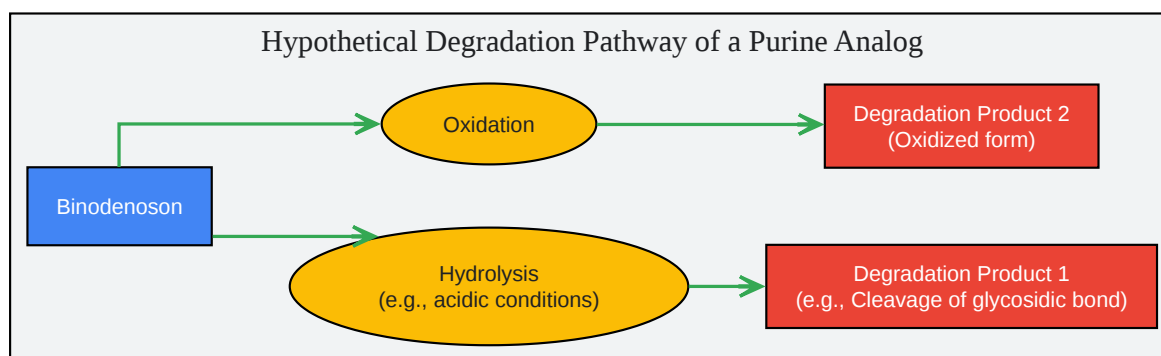 Hypothetical Degradation Pathway of a Purine Analog
Oxidation
Degradation Product 2
(Oxidized form)
Binodenoson
Hydrolysis
(e.g., acidic conditions)
Degradation Product 1
(e.g., Cleavage of glycosidic bond)